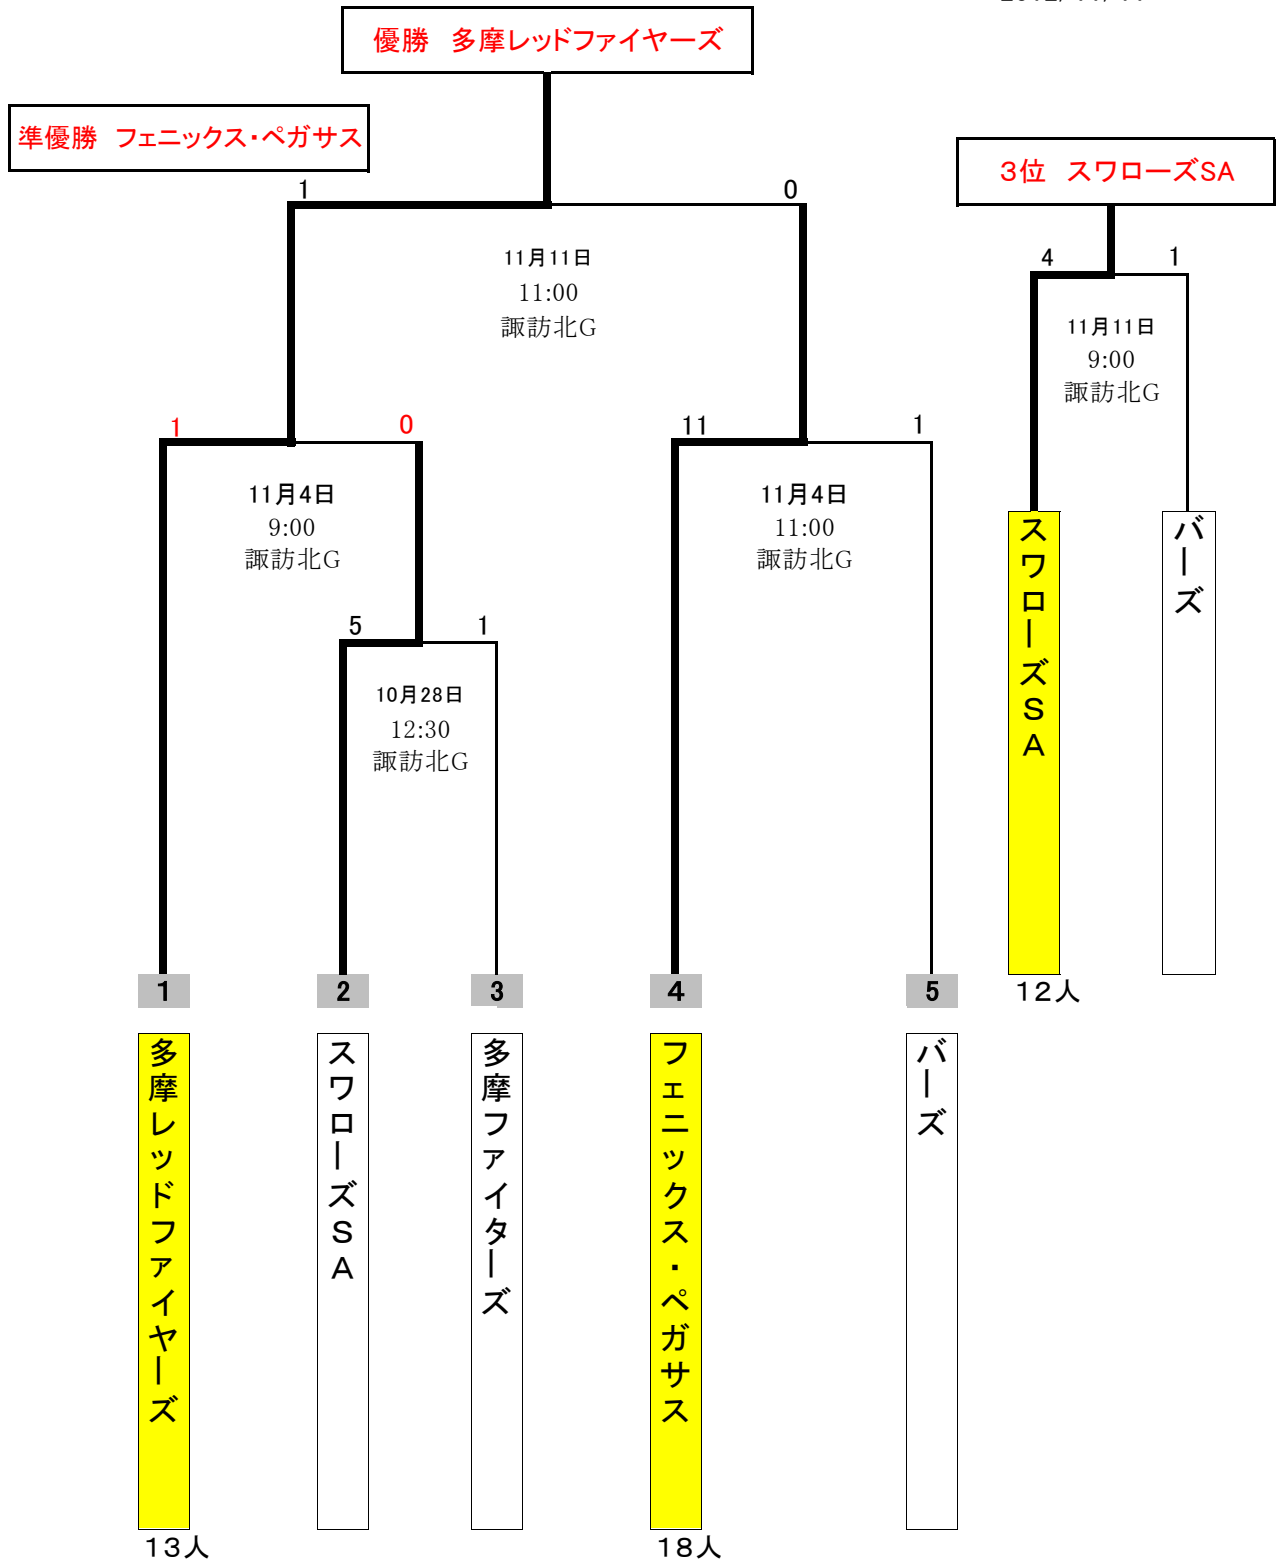 優勝　多摩レッドファイヤーズ
準優勝　フェニックス・ペガサス
3位　スワローズSA
1
0
4
1
11月11日
11:00
諏訪北G
11月11日
9:00
諏訪北G
1
0
11
1
11月4日
9:00
諏訪北G
11月4日
11:00
諏訪北G
スワローズSA
バーズ
5
1
10月28日
12:30
諏訪北G
1
2
3
4
5
12人
多摩レッドファイヤーズ
スワローズSA
多摩ファイターズ
フェニックス・ペガサス
バーズ
13人
18人